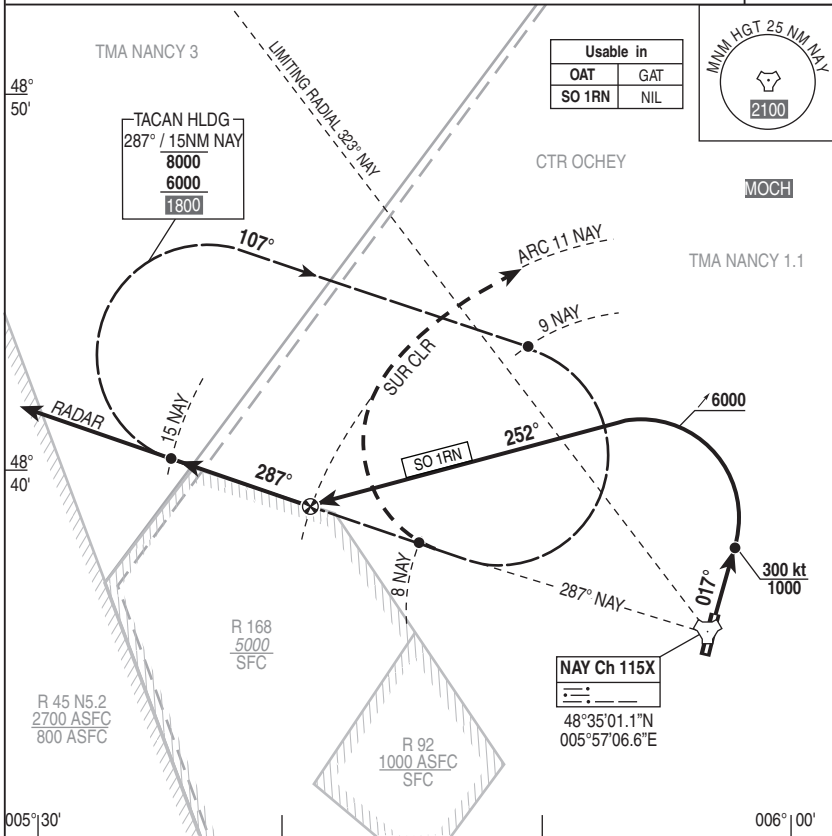 TMA NANCY 3
48°
50'
LIMITING RADIAL 323° NAY
Usable in
OAT GAT
SO 1RN NIL
MNM HGT 25 NM NAY
2100
TACAN HLDG
287° / 15NM NAY
8000
6000
1800
CTR OCHEY
MOCH
107°
ARC 11 NAY
TMA NANCY 1.1
9 NAY
SUR CLR
RADAR
15 NAY
6000
252°
SO 1RN
48°
40'
287°
300 kt
1000
8 NAY
287° NAY
017°
R 168
5000
SFC
NAY Ch 115X
48°35'01.1"N
005°57'06.6"E
R 45 N5.2
2700 ASFC
800 ASFC
R 92
1000 ASFC
SFC
005°30'
006°00'